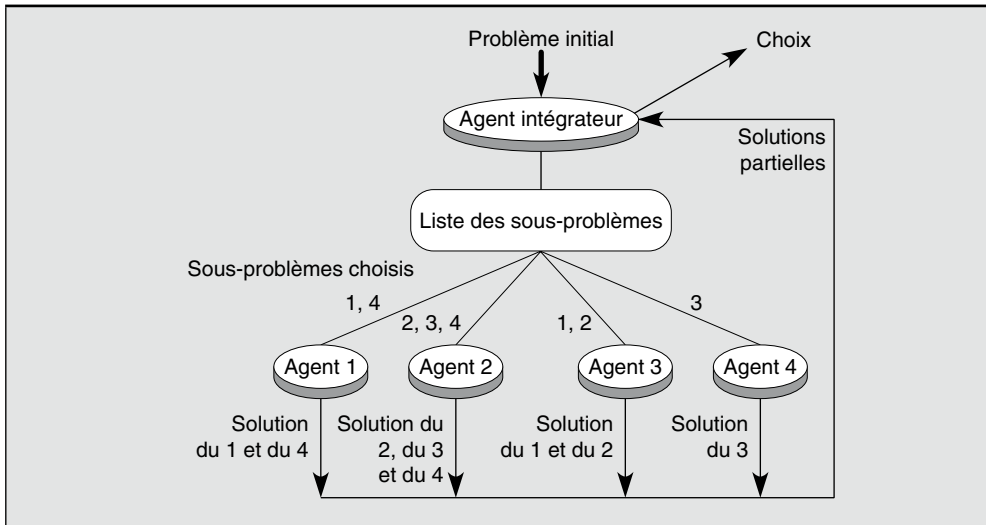 Problème initial
Choix
Agent intégrateur
Solutions
partielles
Liste des sous-problèmes
Sous-problèmes choisis
1, 4
2, 3, 4
1, 2
3
Agent 1
Agent 2
Agent 3
Agent 4
Solution
du 1 et du 4
Solution du
2, du 3
et du 4
Solution
du 1 et du 2
Solution
du 3